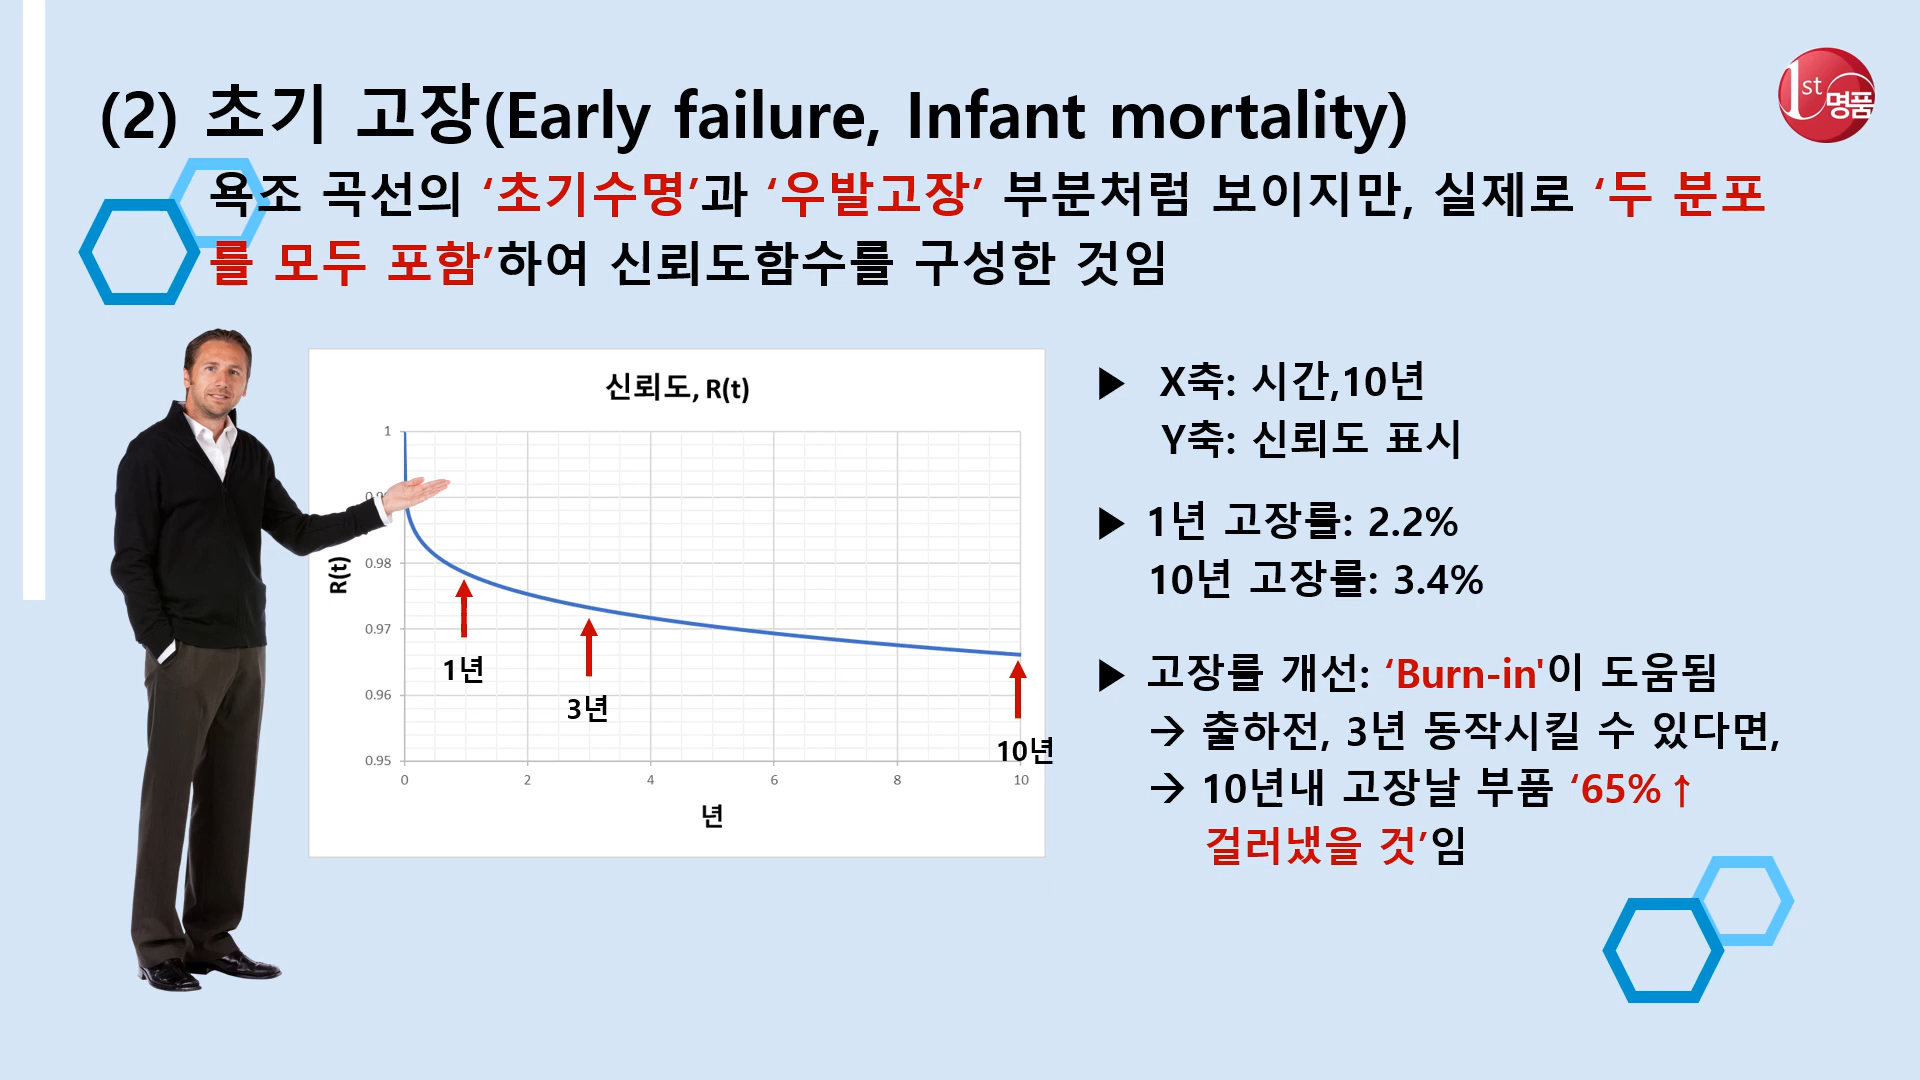 (2) 초기 고장(Early failure, Infant mortality)
1st
명품
욕조 곡선의 ‘초기수명’과 ‘우발고장’ 부분처럼 보이지만, 실제로 ‘두 분포
를 모두 포함’하여 신뢰도함수를 구성한 것임
신뢰도, R(t)
1
0.98
0.97
0.96
0.95
R(t)
0 2 4 6 8 10
년
1년
3년
10년
▶ X축: 시간,10년
Y축: 신뢰도 표시
▶ 1년 고장률: 2.2%
10년 고장률: 3.4%
▶ 고장률 개선: ‘Burn-in'이 도움됨
→ 출하전, 3년 동작시킬 수 있다면,
→ 10년내 고장날 부품 ‘65%↑
걸러냈을 것’임